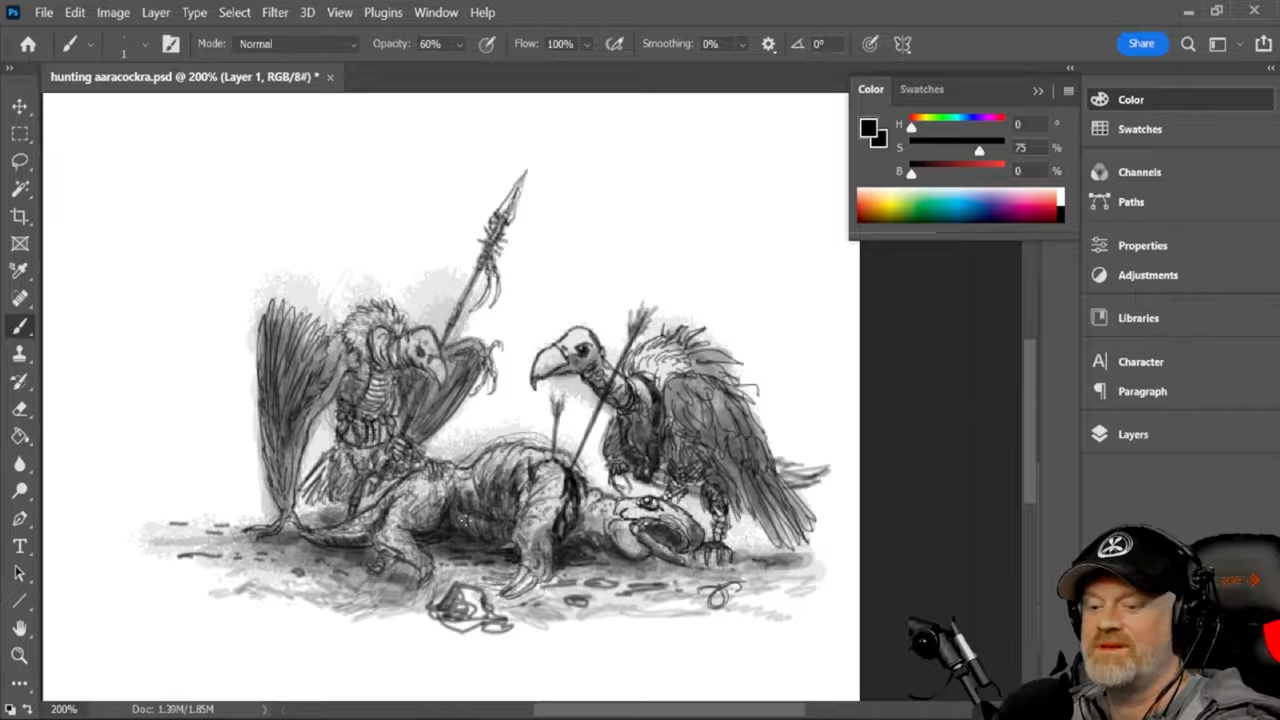 Ps File Edit Image Layer Type Select Filter 3D View Plugins Window Help
1 Mode: Normal Opacity: 60% Flow: 100% Smoothing: 0% 0° Share
hunting aaracockra.psd @ 200% (Layer 1, RGB/8#) *
Color Swatches
H 0 °
S 75 %
B 0 %
Color
Swatches
Channels
Paths
Properties
Adjustments
Libraries
Character
Paragraph
Layers
200% Doc: 1.39M/1.85M